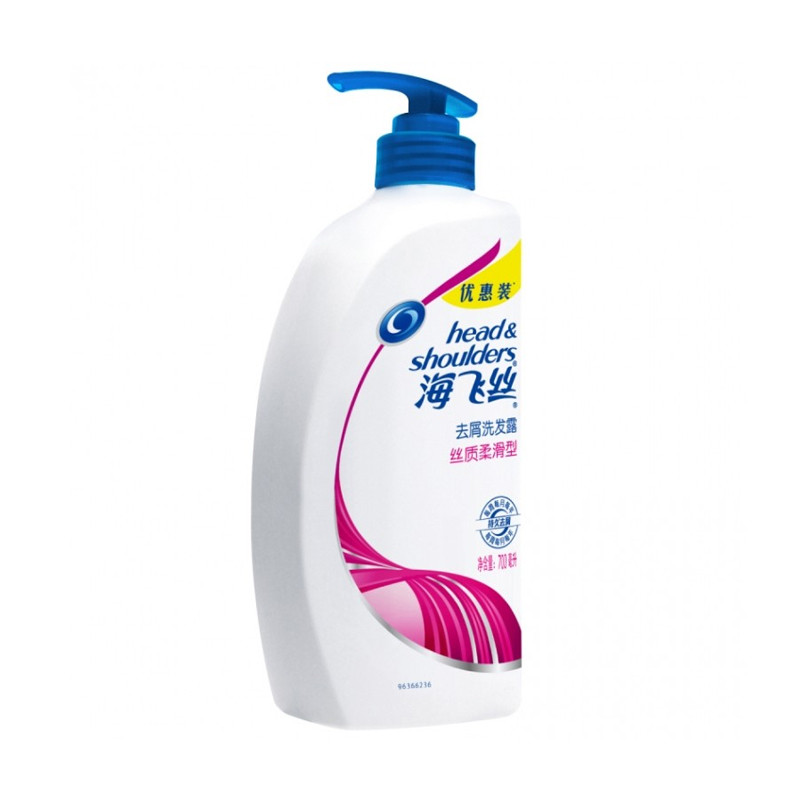 优惠装
head &
shoulders®
海飞丝®
去屑洗发露
丝质柔滑型
持久去屑
净含量：700毫升
96366236